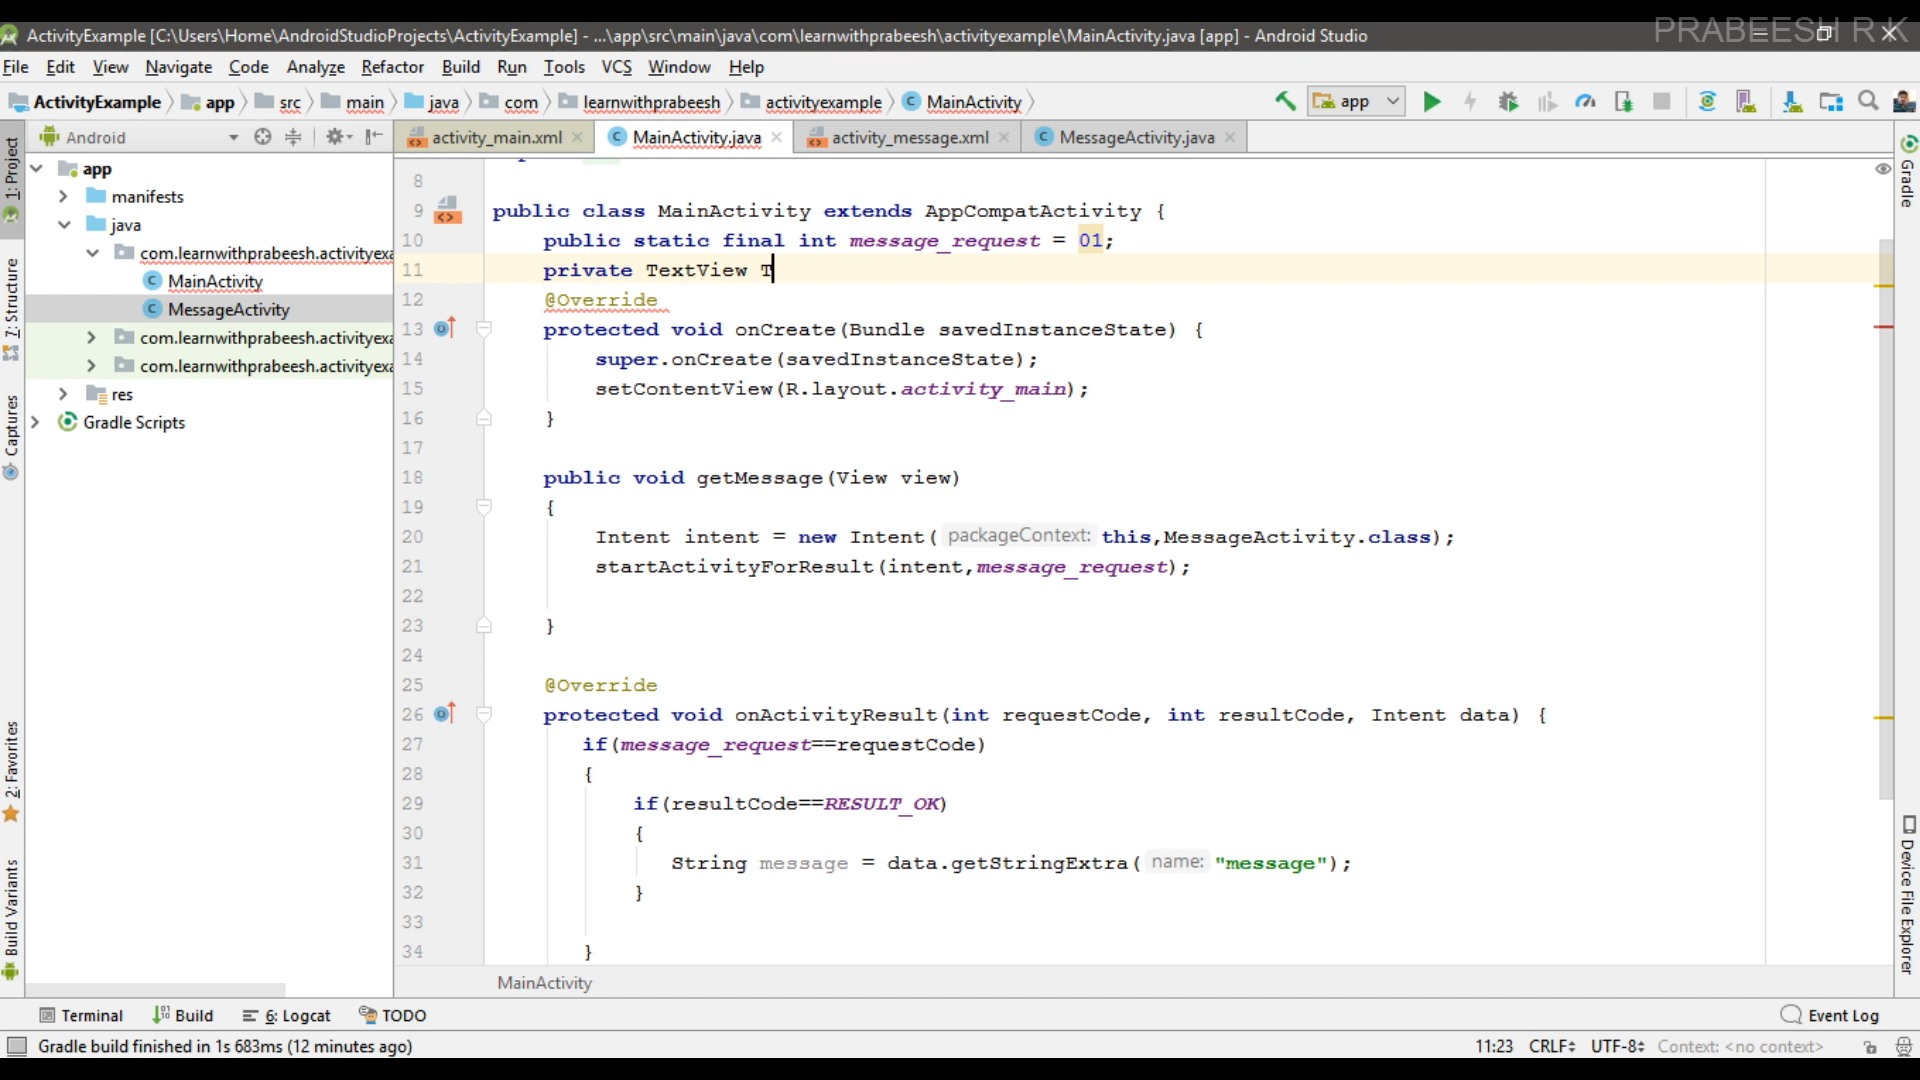 PRABEESH R K
ActivityExample [C:\Users\Home\AndroidStudioProjects\ActivityExample] - ...\app\src\main\java\com\learnwithprabeesh\activityexample\MainActivity.java [app] - Android Studio
File Edit View Navigate Code Analyze Refactor Build Run Tools VCS Window Help
ActivityExample app src main java com learnwithprabeesh activityexample MainActivity app
Android activity_main.xml MainActivity.java activity_message.xml MessageActivity.java
1: Project
7: Structure
Captures
2: Favorites
Build Variants
app
manifests
java
com.learnwithprabeesh.activityexa
MainActivity
MessageActivity
com.learnwithprabeesh.activityexa
com.learnwithprabeesh.activityexa
res
Gradle Scripts
8
9 public class MainActivity extends AppCompatActivity {
10 public static final int message_request = 01;
11 private TextView T
12 @Override
13 protected void onCreate(Bundle savedInstanceState) {
14 super.onCreate(savedInstanceState);
15 setContentView(R.layout.activity_main);
16 }
17
18 public void getMessage(View view)
19 {
20 Intent intent = new Intent( packageContext: this,MessageActivity.class);
21 startActivityForResult(intent,message_request);
22
23 }
24
25 @Override
26 protected void onActivityResult(int requestCode, int resultCode, Intent data) {
27 if(message_request==requestCode)
28 {
29 if(resultCode==RESULT_OK)
30 {
31 String message = data.getStringExtra( name: "message");
32 }
33
34 }
MainActivity
Gradle
Device File Explorer
Terminal Build 6: Logcat TODO Event Log
Gradle build finished in 1s 683ms (12 minutes ago) 11:23 CRLF UTF-8 Context: <no context>